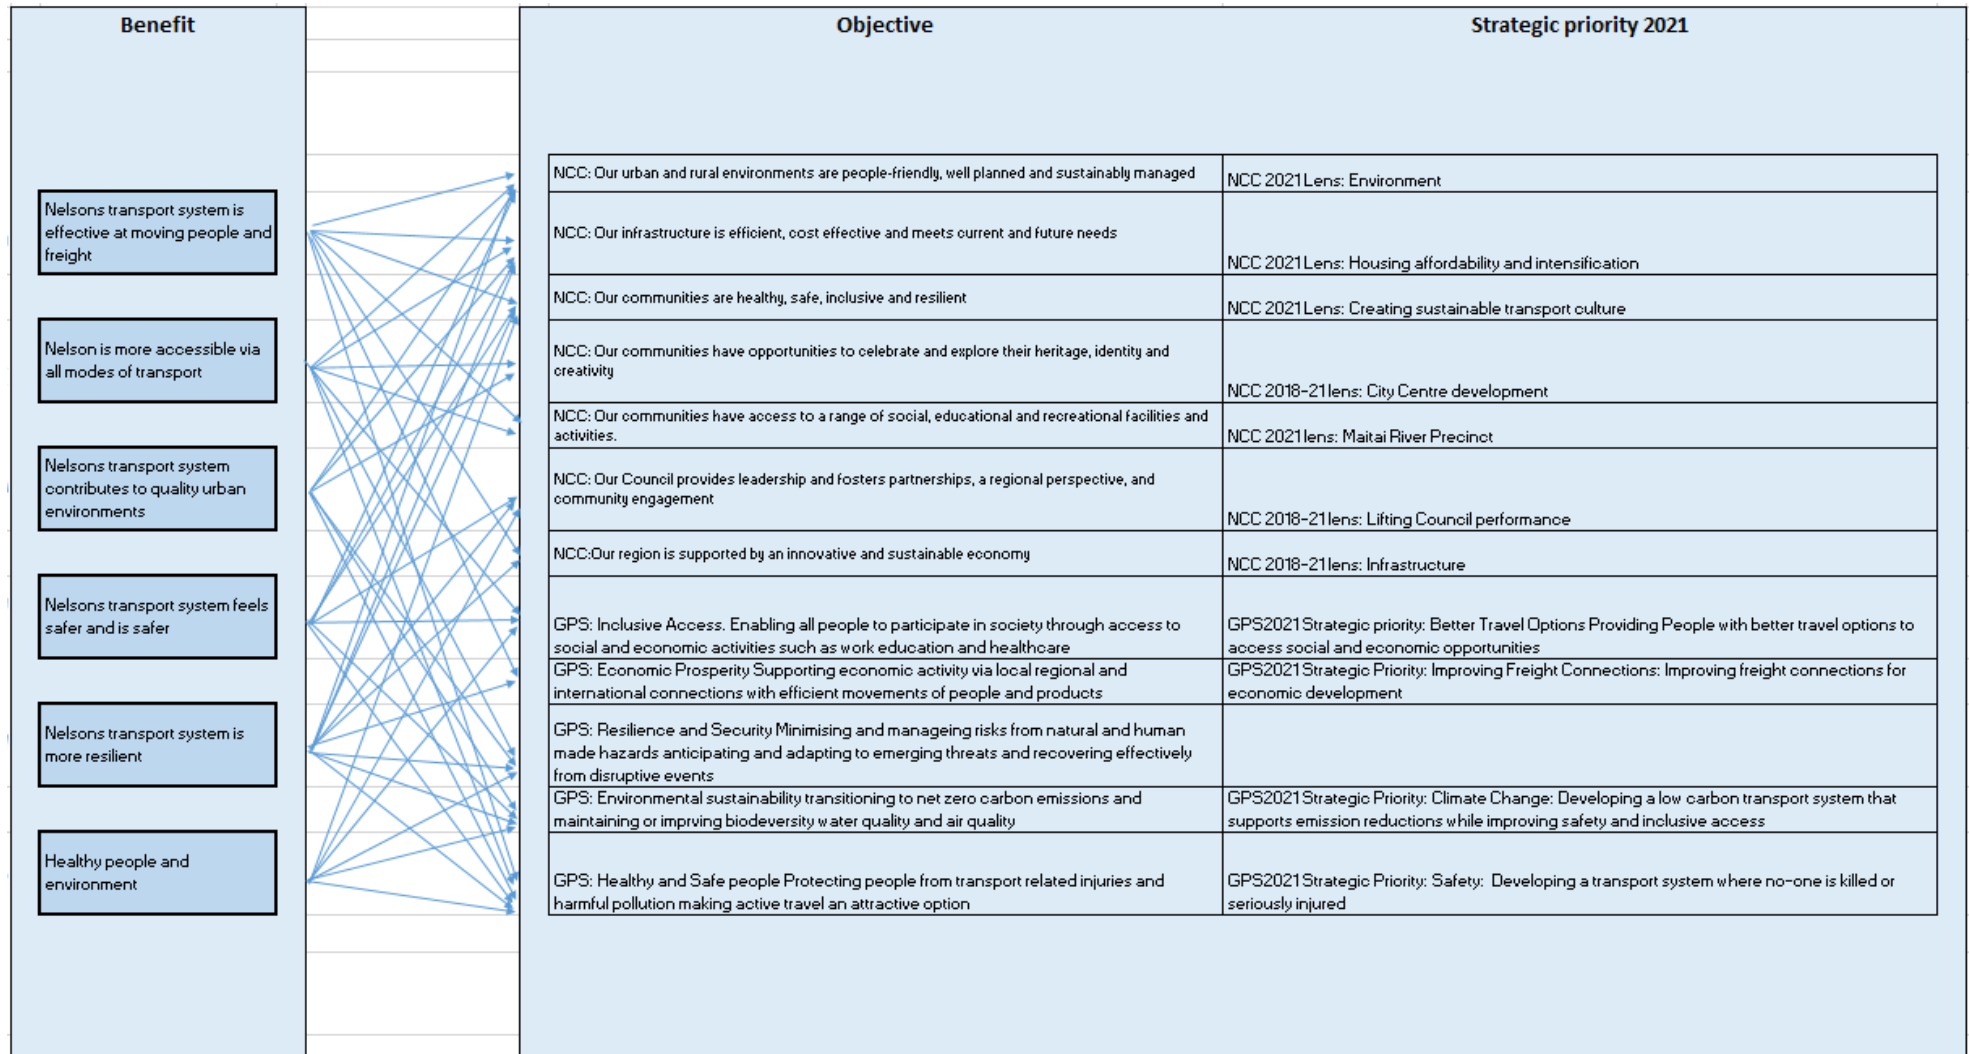 Benefit
Objective
Strategic priority 2021
Nelsons transport system is
effective at moving people and
freight
Nelson is more accessible via
all modes of transport
Nelsons transport system
contributes to quality urban
environments
Nelsons transport system feels
safer and is safer
Nelsons transport system is
more resilient
Healthy people and
environment
NCC: Our urban and rural environments are people-friendly, well planned and sustainably managed
NCC 2021 Lens: Environment
NCC: Our infrastructure is efficient, cost effective and meets current and future needs
NCC 2021 Lens: Housing affordability and intensification
NCC: Our communities are healthy, safe, inclusive and resilient
NCC 2021 Lens: Creating sustainable transport culture
NCC: Our communities have opportunities to celebrate and explore their heritage, identity and
creativity
NCC 2018-21 lens: City Centre development
NCC: Our communities have access to a range of social, educational and recreational facilities and
activities.
NCC 2021 lens: Maitai River Precinct
NCC: Our Council provides leadership and fosters partnerships, a regional perspective, and
community engagement
NCC 2018-21 lens: Lifting Council performance
NCC:Our region is supported by an innovative and sustainable economy
NCC 2018-21 lens: Infrastructure
GPS: Inclusive Access. Enabling all people to participate in society through access to
social and economic activities such as work education and healthcare
GPS2021 Strategic priority: Better Travel Options Providing People with better travel options to
access social and economic opportunities
GPS: Economic Prosperity Supporting economic activity via local regional and
international connections with efficient movements of people and products
GPS2021 Strategic Priority: Improving Freight Connections: Improving freight connections for
economic development
GPS: Resilience and Security Minimising and manageing risks from natural and human
made hazards anticipating and adapting to emerging threats and recovering effectively
from disruptive events
GPS: Environmental sustainability transitioning to net zero carbon emissions and
maintaining or imprving biodeversity water quality and air quality
GPS2021 Strategic Priority: Climate Change: Developing a low carbon transport system that
supports emission reductions while improving safety and inclusive access
GPS: Healthy and Safe people Protecting people from transport related injuries and
harmful pollution making active travel an attractive option
GPS2021 Strategic Priority: Safety:  Developing a transport system where no-one is killed or
seriously injured